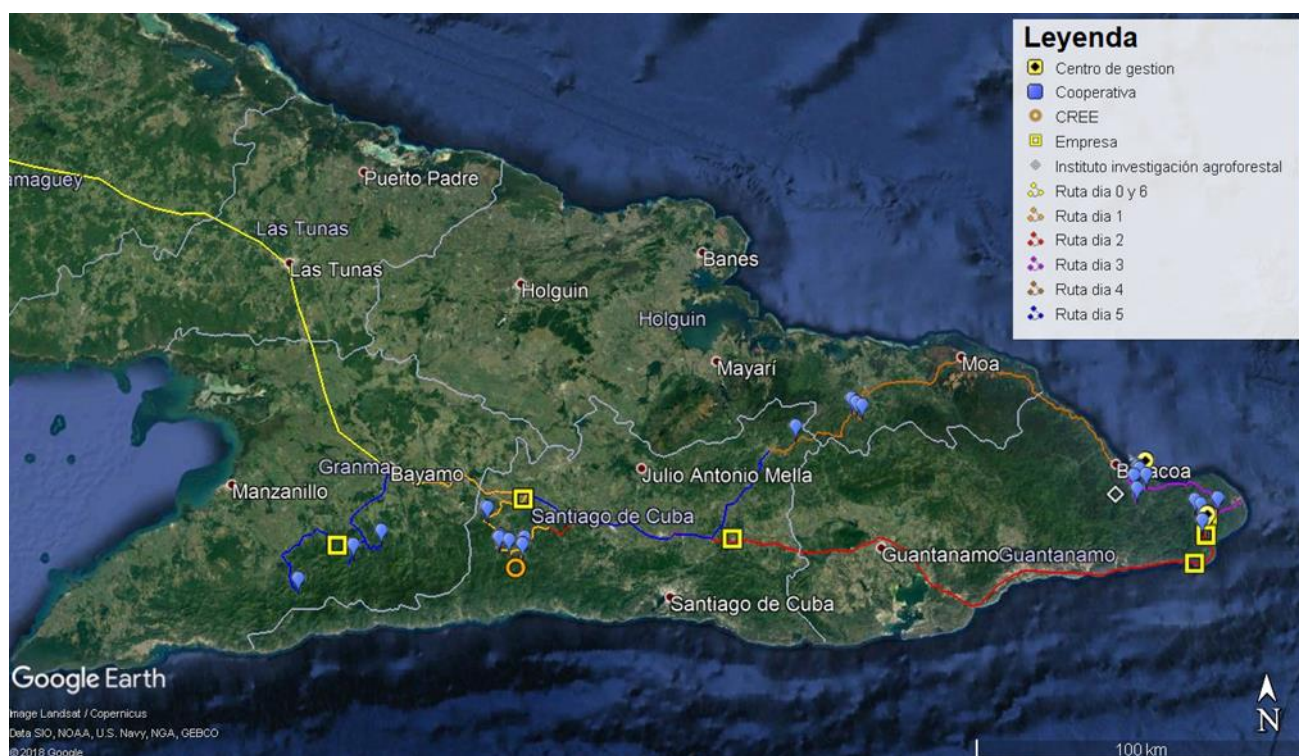 Leyenda
Centro de gestion
Cooperativa
CREE
Empresa
Instituto investigación agroforestal
Ruta dia 0 y 6
Ruta dia 1
Ruta dia 2
Ruta dia 3
Ruta dia 4
Ruta dia 5
amaguey
Puerto Padre
Las Tunas
Las Tunas
Banes
Holguin
Holguin
Mayarí
Moa
Granma
Bayamo
Julio Antonio Mella
Manzanillo
Santiago de Cuba
Guantanamo
Guantanamo
Santiago de Cuba
Google Earth
Image Landsat / Copernicus
Data SIO, NOAA, U.S. Navy, NGA, GEBCO
© 2018 Google
N
100 km